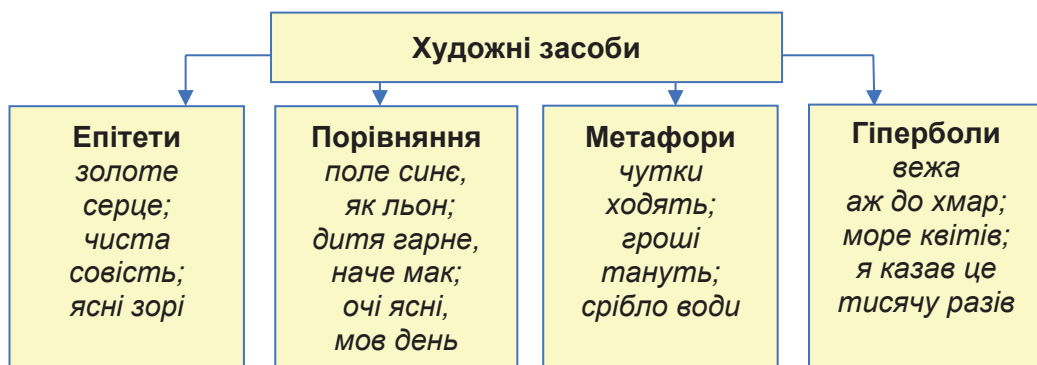 Художні засоби
Епітети
золоте
серце;
чиста
совість;
ясні зорі
Порівняння
поле синє,
як льон;
дитя гарне,
наче мак;
очі ясні,
мов день
Метафори
чутки
ходять;
гроші
тануть;
срібло води
Гіперболи
вежа
аж до хмар;
море квітів;
я казав це
тисячу разів